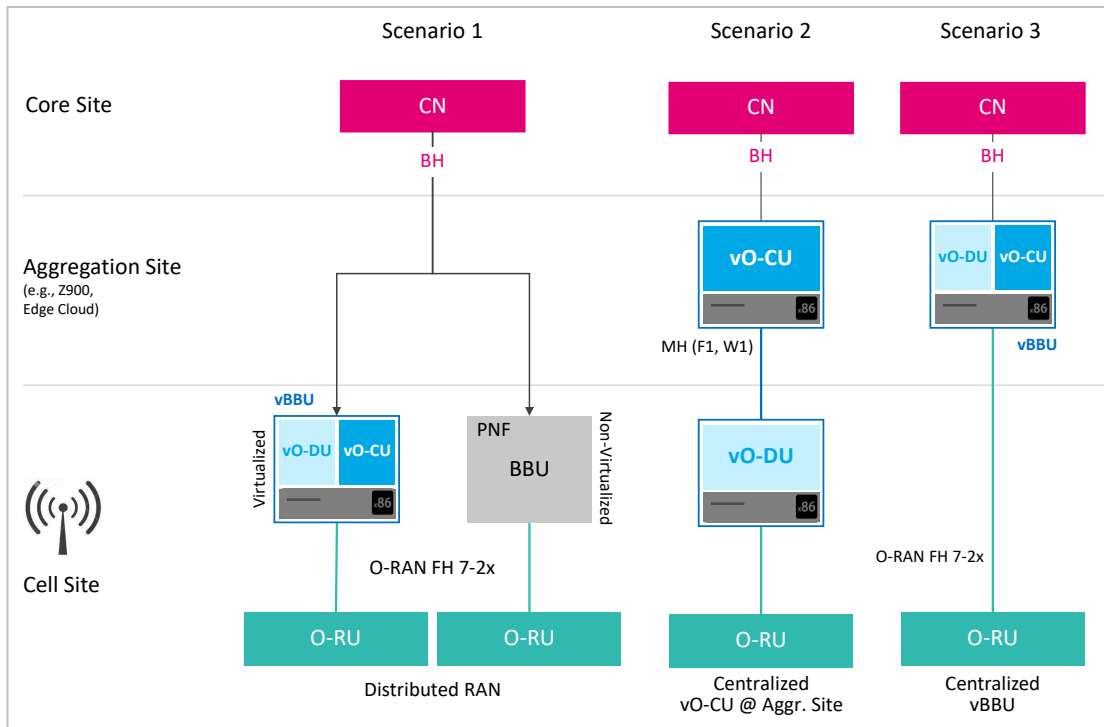 Scenario 1
Scenario 2
Scenario 3
Core Site
CN
CN
CN
BH
BH
BH
Aggregation Site
(e.g., Z900,
Edge Cloud)
vO-CU
x86
vO-DU
vO-CU
x86
MH (F1, W1)
vBBU
vBBU
Virtualized
vO-DU
vO-CU
x86
PNF
BBU
Non-Virtualized
vO-DU
x86
Cell Site
O-RAN FH 7-2x
O-RAN FH 7-2x
O-RU
O-RU
O-RU
O-RU
Distributed RAN
Centralized
vO-CU @ Aggr. Site
Centralized
vBBU